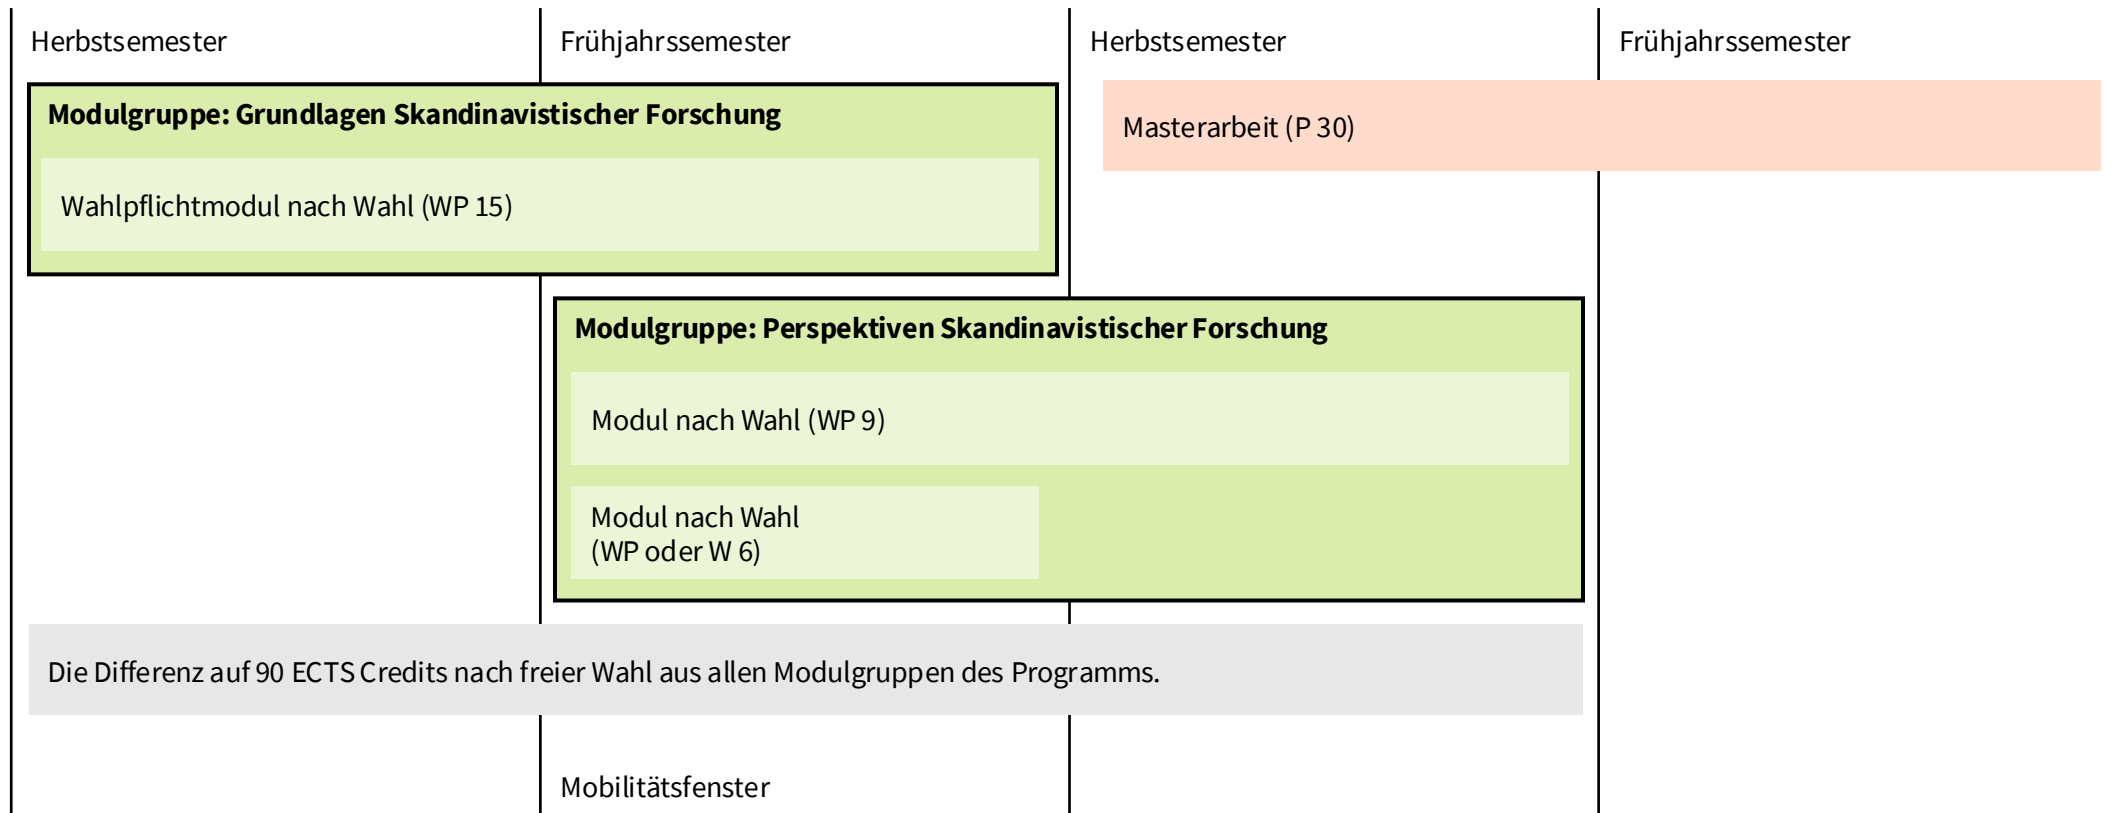 Herbstsemester
Frühjahrssemester
Herbstsemester
Frühjahrssemester
Modulgruppe: Grundlagen Skandinavistischer Forschung
Masterarbeit (P 30)
Wahlpflichtmodul nach Wahl (WP 15)
Modulgruppe: Perspektiven Skandinavistischer Forschung
Modul nach Wahl (WP 9)
Modul nach Wahl
(WP oder W 6)
Die Differenz auf 90 ECTS Credits nach freier Wahl aus allen Modulgruppen des Programms.
Mobilitätsfenster